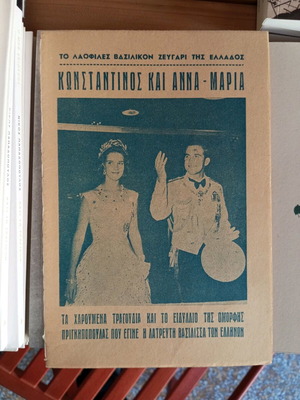 ΤΟ ΛΑΟΦΙΛΕΣ ΒΑΣΙΛΙΚΟΝ ΖΕΥΓΑΡΙ ΤΗΣ ΕΛΛΑΔΟΣ
ΚΩΝΣΤΑΝΤΙΝΟΣ ΚΑΙ ΑΝΝΑ - ΜΑΡΙΑ
ΤΑ ΧΑΡΟΥΜΕΝΑ ΤΡΑΓΟΥΔΙΑ ΚΑΙ ΤΟ ΕΙΔΥΛΛΙΟ ΤΗΣ ΟΜΟΡΦΗΣ
ΠΡΙΓΚΗΠΟΠΟΥΛΑΣ ΠΟΥ ΕΓΙΝΕ Η ΛΑΤΡΕΥΤΗ ΒΑΣΙΛΙΣΣΑ ΤΩΝ ΕΛΛΗΝΩΝ